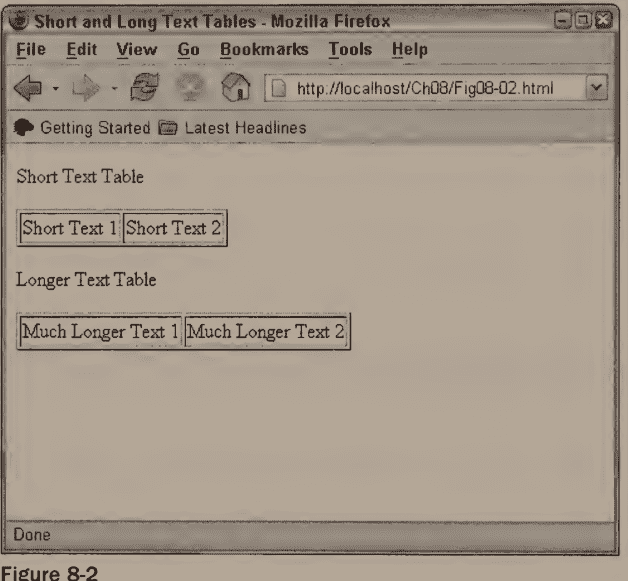 Short and Long Text Tables - Mozilla Firefox
File Edit View Go Bookmarks Tools Help
http://localhost/Ch08/Fig08-02.html
Getting Started Latest Headlines
Short Text Table
Short Text 1 Short Text 2
Longer Text Table
Much Longer Text 1 Much Longer Text 2
Done
Figure 8-2